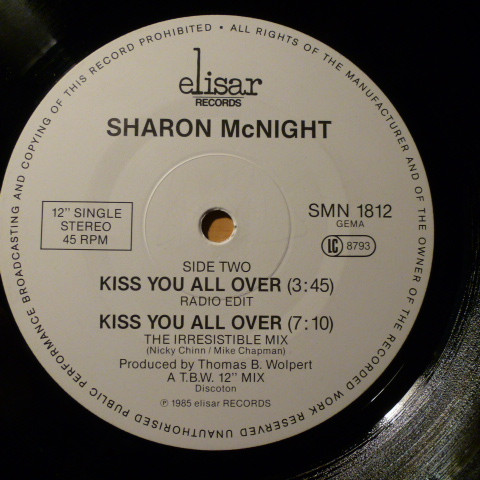 elisar
RECORDS
SHARON McNIGHT
12" SINGLE
STEREO
45 RPM
SMN 1812
GEMA
LC 8793
SIDE TWO
KISS YOU ALL OVER (3:45)
RADIO EDIT
KISS YOU ALL OVER (7:10)
THE IRRESISTIBLE MIX
(Nicky Chinn / Mike Chapman)
Produced by Thomas B. Wolpert
A T.B.W. 12" MIX
Discoton
℗ 1985 elisar RECORDS
• ALL RIGHTS OF THE MANUFACTURER AND OF THE OWNER OF THE RECORDED WORK RESERVED UNAUTHORISED PUBLIC PERFORMANCE BROADCASTING AND COPYING OF THIS RECORD PROHIBITED